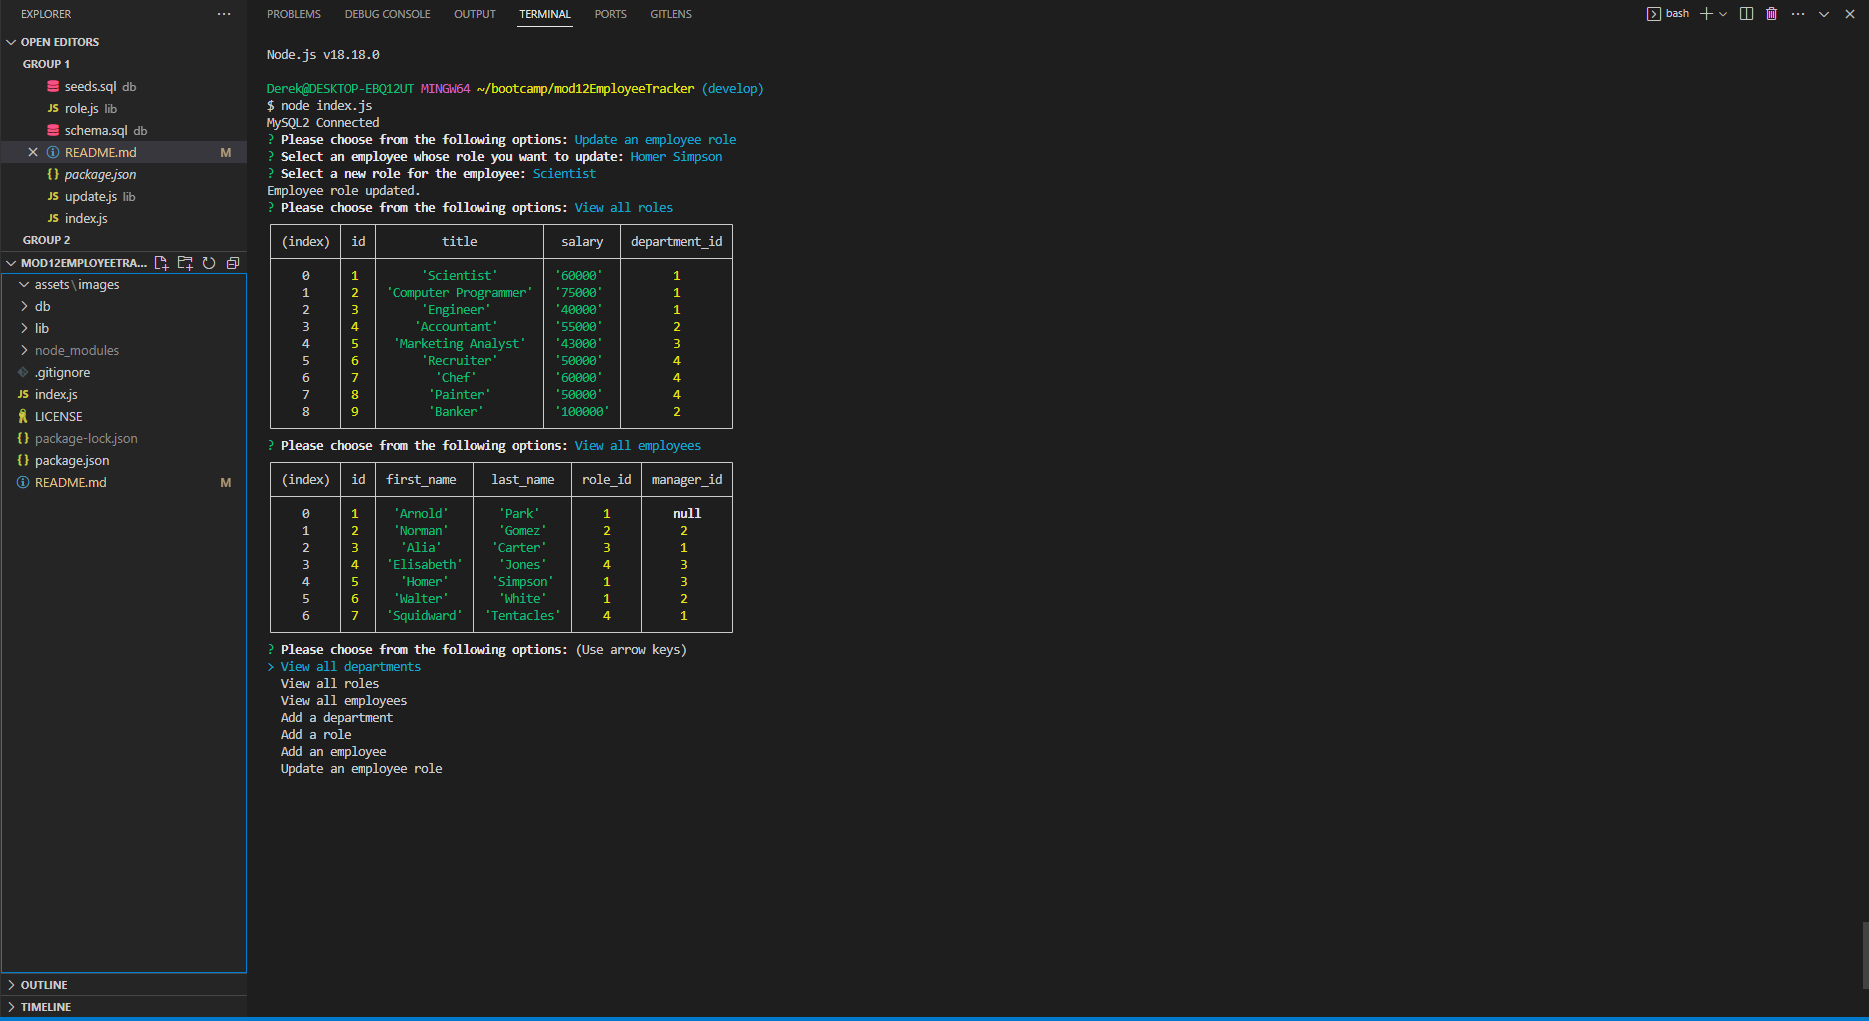 EXPLORER
OPEN EDITORS
GROUP 1
seeds.sql db
JS role.js lib
schema.sql db
README.md M
{} package.json
JS update.js lib
JS index.js
GROUP 2
MOD12EMPLOYEETRA...
assets\images
db
lib
node_modules
.gitignore
JS index.js
LICENSE
{} package-lock.json
{} package.json
README.md M
OUTLINE
TIMELINE
PROBLEMS DEBUG CONSOLE OUTPUT TERMINAL PORTS GITLENS bash
Node.js v18.18.0
Derek@DESKTOP-EBQ12UT MINGW64 ~/bootcamp/mod12EmployeeTracker (develop)
$ node index.js
MySQL2 Connected
? Please choose from the following options: Update an employee role
? Select an employee whose role you want to update: Homer Simpson
? Select a new role for the employee: Scientist
Employee role updated.
? Please choose from the following options: View all roles
(index) id title salary department_id
0 1 'Scientist' '60000' 1
1 2 'Computer Programmer' '75000' 1
2 3 'Engineer' '40000' 1
3 4 'Accountant' '55000' 2
4 5 'Marketing Analyst' '43000' 3
5 6 'Recruiter' '50000' 4
6 7 'Chef' '60000' 4
7 8 'Painter' '50000' 4
8 9 'Banker' '100000' 2
? Please choose from the following options: View all employees
(index) id first_name last_name role_id manager_id
0 1 'Arnold' 'Park' 1 null
1 2 'Norman' 'Gomez' 2 2
2 3 'Alia' 'Carter' 3 1
3 4 'Elisabeth' 'Jones' 4 3
4 5 'Homer' 'Simpson' 1 3
5 6 'Walter' 'White' 1 2
6 7 'Squidward' 'Tentacles' 4 1
? Please choose from the following options: (Use arrow keys)
> View all departments
View all roles
View all employees
Add a department
Add a role
Add an employee
Update an employee role